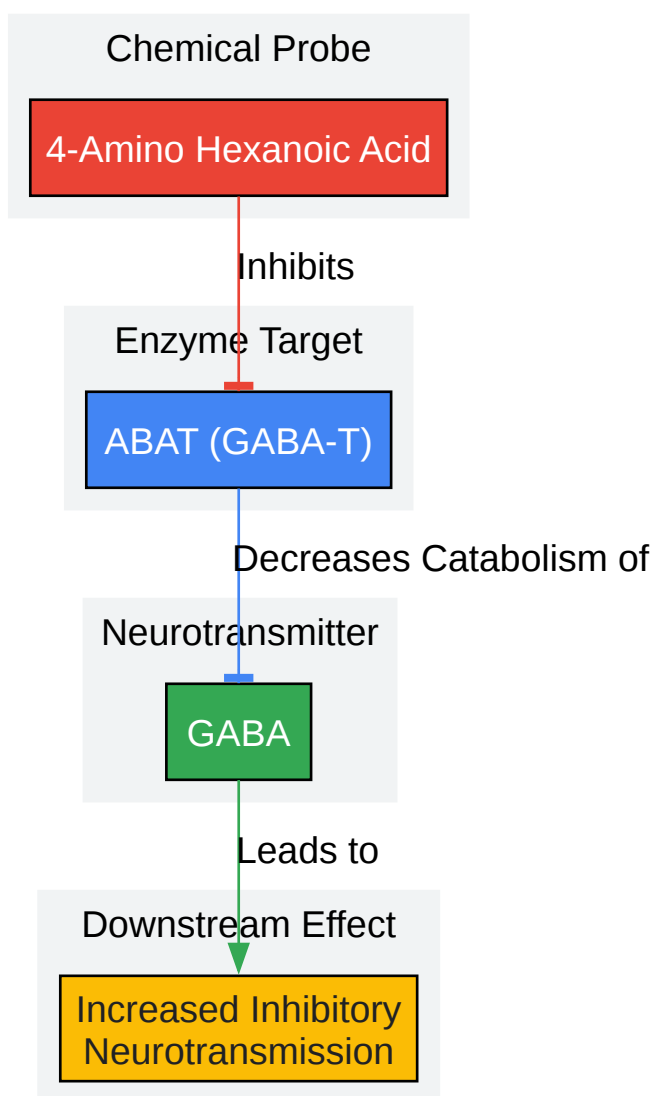 Chemical Probe
4-Amino Hexanoic Acid
Inhibits
Enzyme Target
ABAT (GABA-T)
Decreases Catabolism of
Neurotransmitter
GABA
Leads to
Downstream Effect
Increased Inhibitory
Neurotransmission